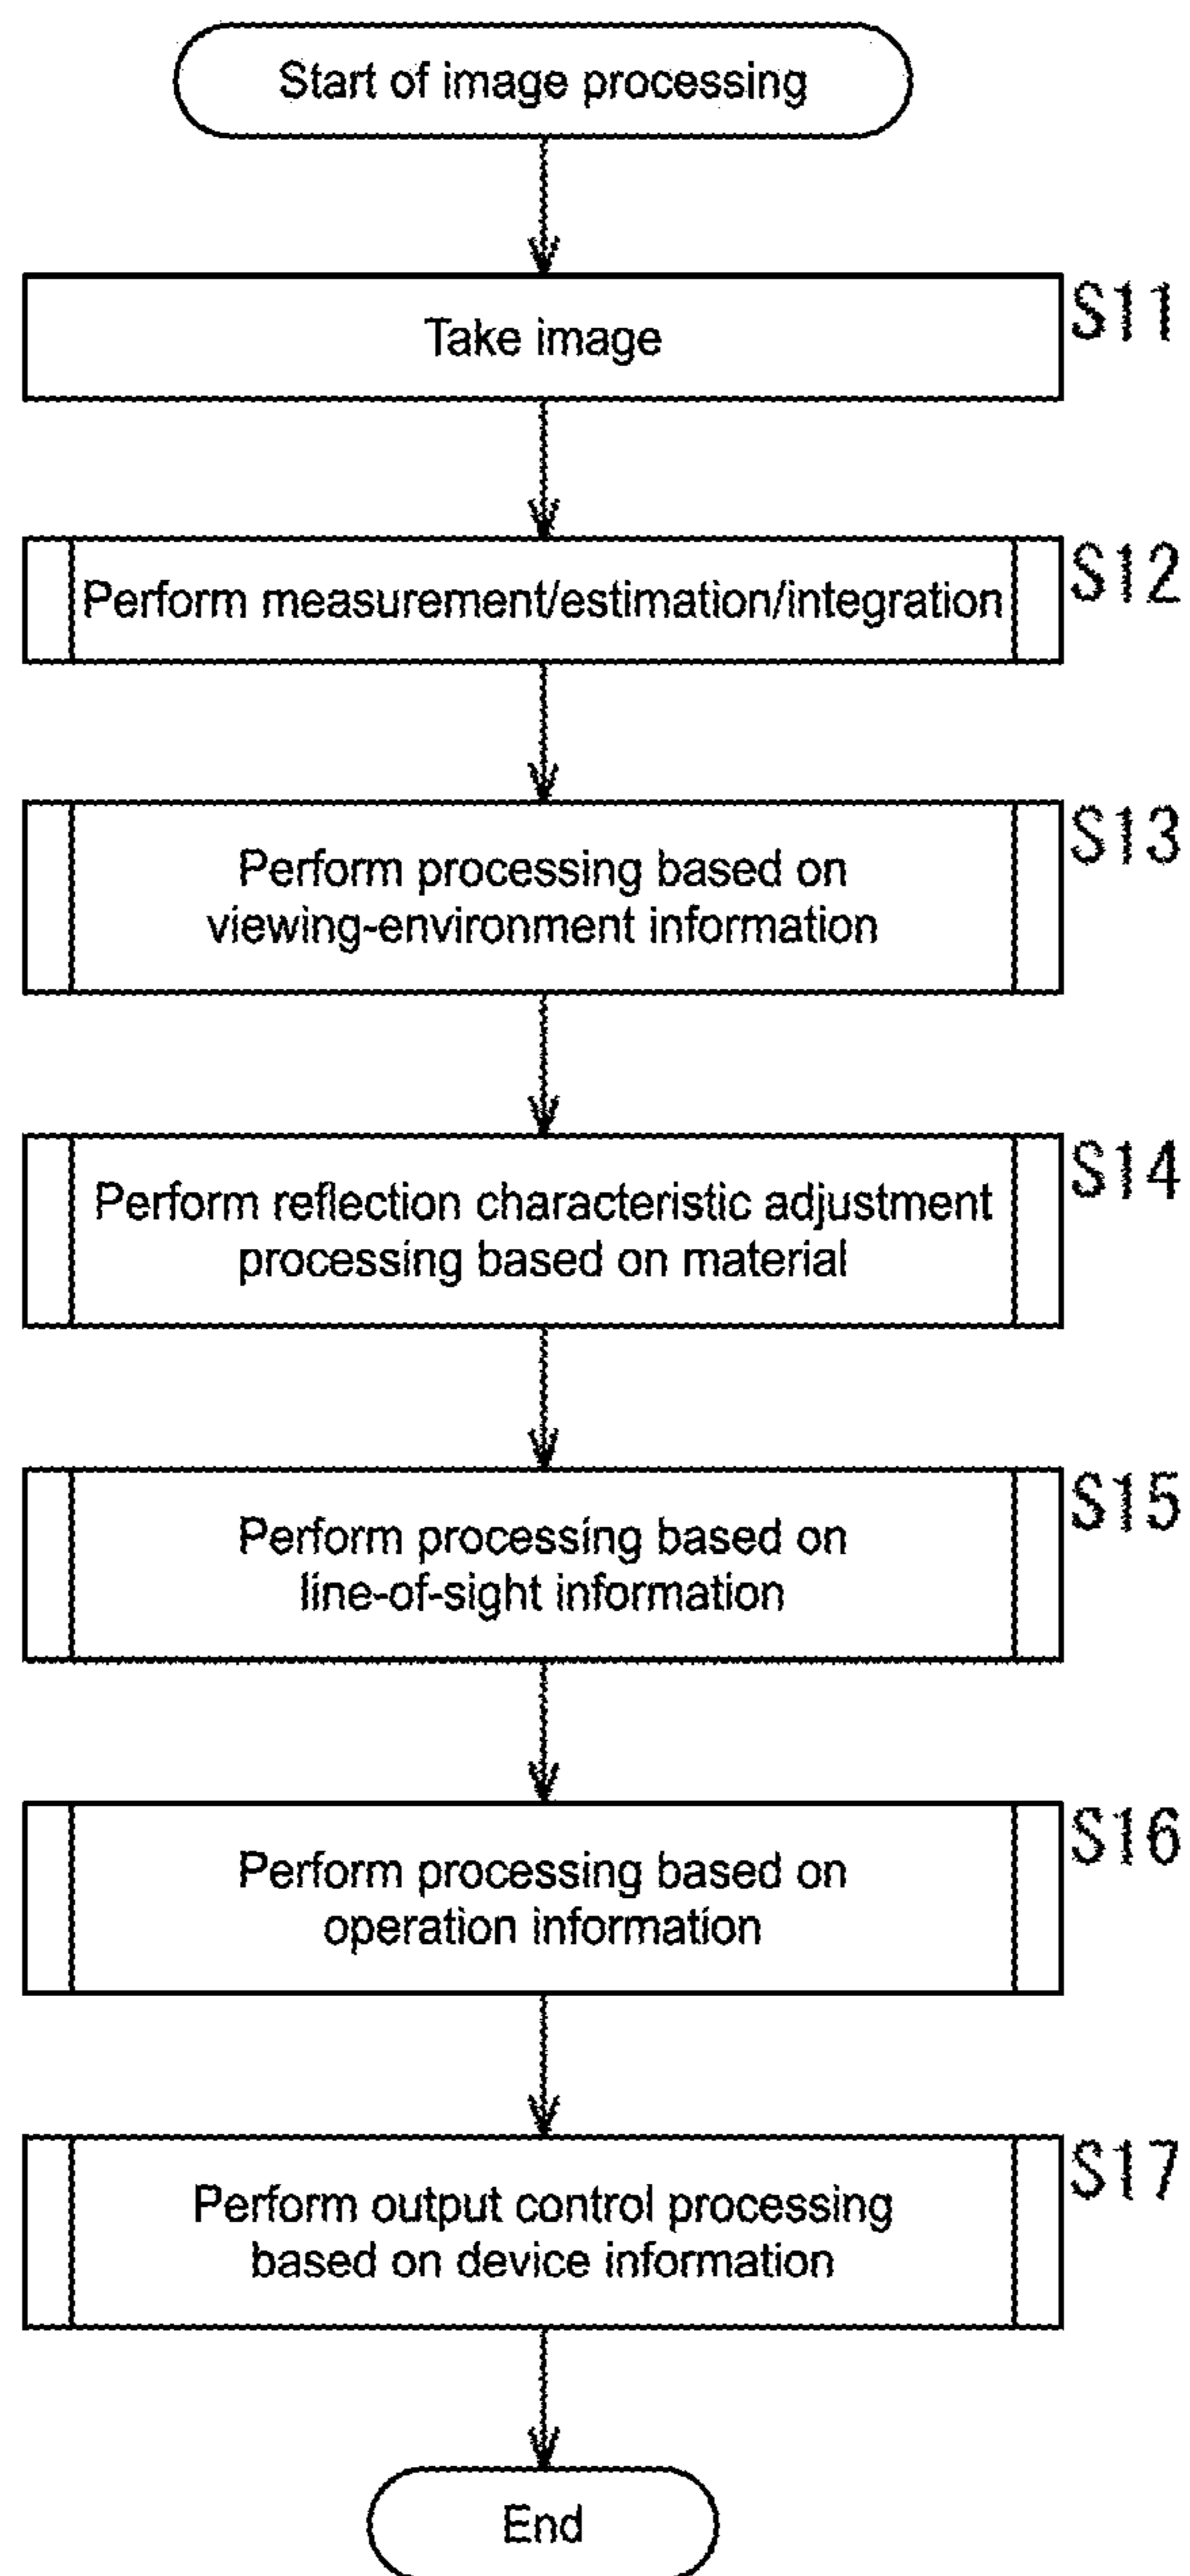 Start of image processing
Take image
S11
Perform measurement/estimation/integration
S12
Perform processing based on
viewing-environment information
S13
Perform reflection characteristic adjustment
processing based on material
S14
Perform processing based on
line-of-sight information
S15
Perform processing based on
operation information
S16
Perform output control processing
based on device information
S17
End